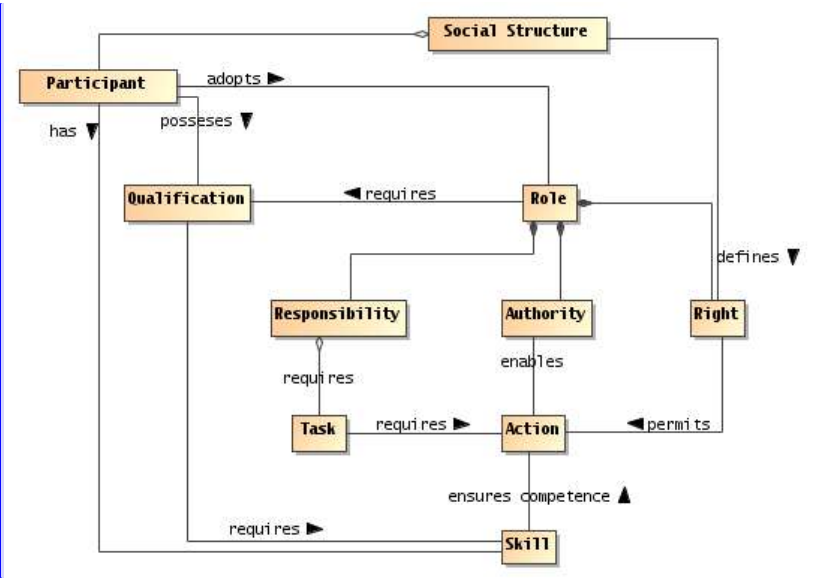 Social Structure
Participant
adopts
has
posseses
Qualification
requires
Role
defines
Responsibility
Authority
Right
enables
requires
Task
requires
Action
permits
ensures competence
requires
Skill